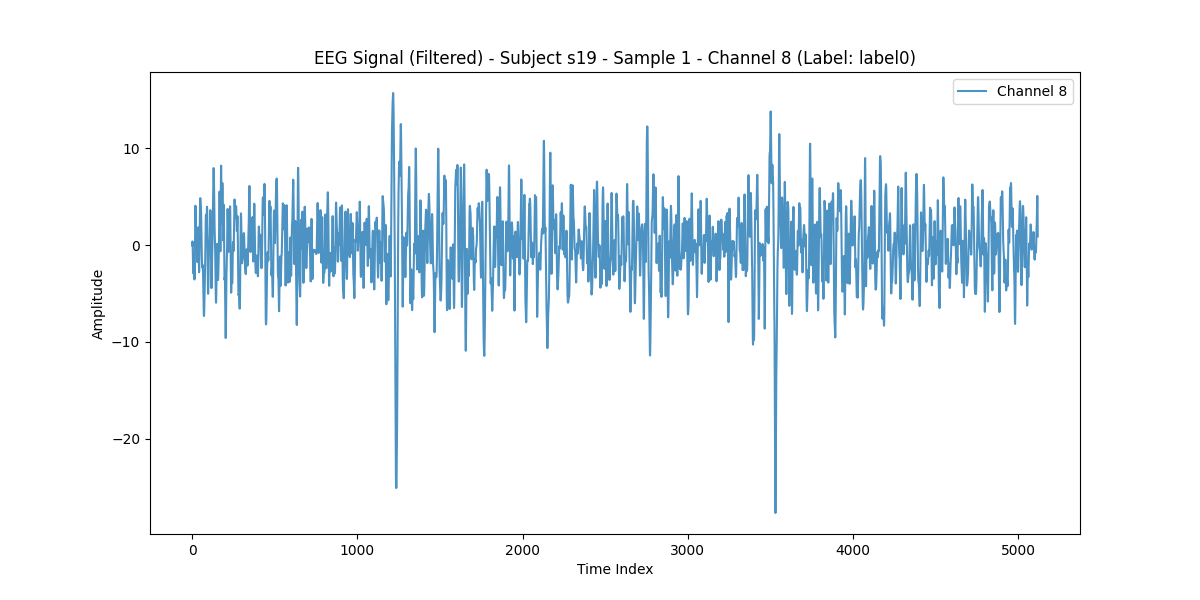 EEG Signal (Filtered) - Subject s19 - Sample 1 - Channel 8 (Label: label0)
Channel 8
10
0
−10
−20
Amplitude
0 1000 2000 3000 4000 5000
Time Index